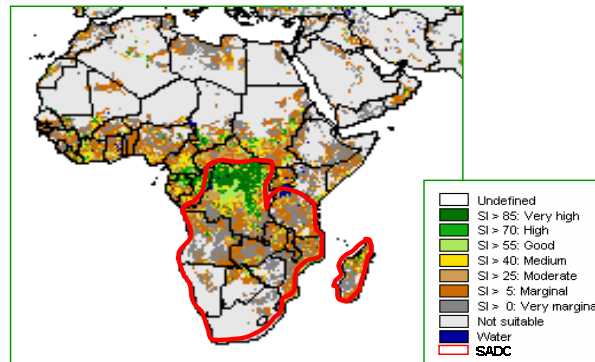 Undefined
SI > 85: Very high
SI > 70: High
SI > 55: Good
SI > 40: Medium
SI > 25: Moderate
SI > 5: Marginal
SI > 0: Very margina
Not suitable
Water
SADC